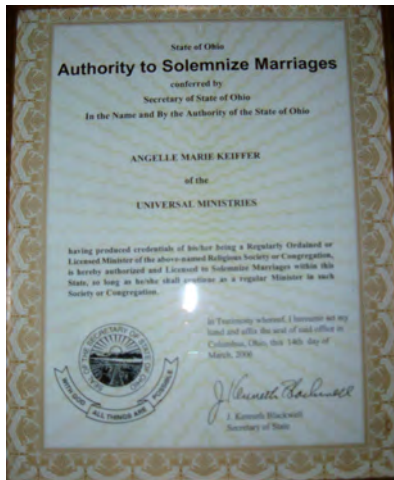 State of Ohio
Authority to Solemnize Marriages
conferred by
Secretary of State of Ohio
In the Name and By the Authority of the State of Ohio
ANGELLE MARIE KEIFFER
of the
UNIVERSAL MINISTRIES
having produced credentials of his/her being a Regularly Ordained or
Licensed Minister of the above-named Religious Society or Congregation,
is hereby authorized and Licensed to Solemnize Marriages within this
State, so long as he/she shall continue as a regular Minister in such
Society or Congregation.
in Testimony whereof, I hereunto set my
hand and affix the seal of said office in
Columbus, Ohio, this 14th. day of
March, 2006
SEAL OF THE SECRETARY OF STATE OF OHIO
WITH GOD ALL THINGS ARE POSSIBLE
J. Kenneth Blackwell
J. Kenneth Blackwell
Secretary of State